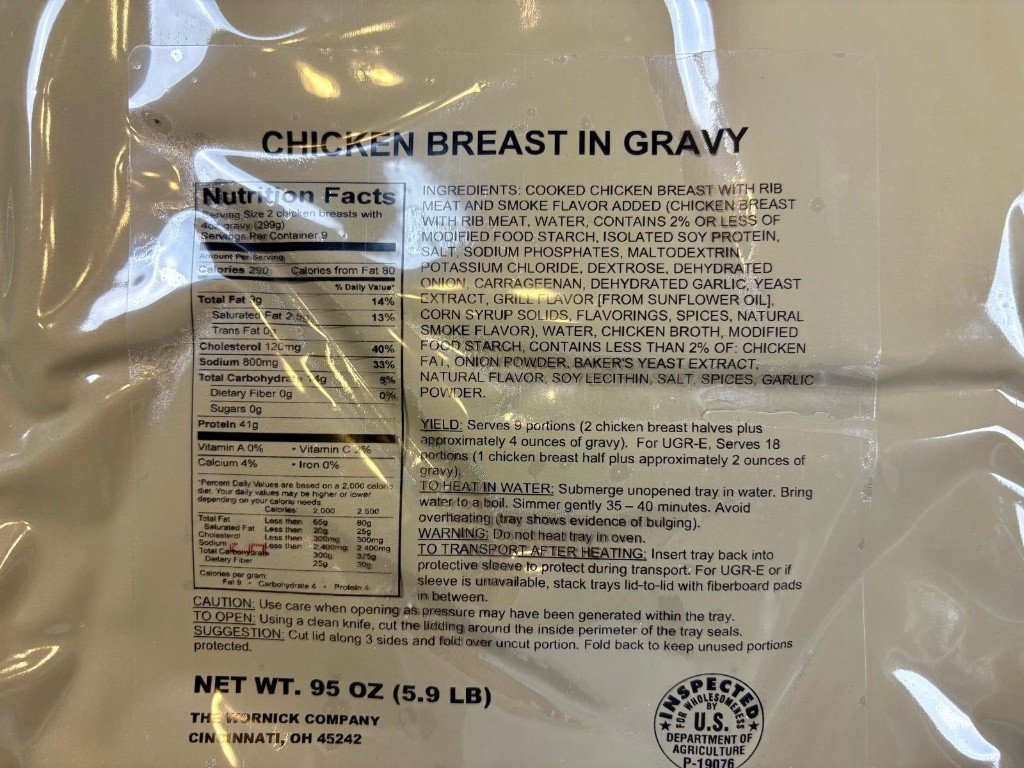 CHICKEN BREAST IN GRAVY
Nutrition Facts
Serving Size 2 chicken breasts with
4oz gravy (299g)
Servings Per Container 9
Amount Per Serving
Calories 290 Calories from Fat 80
% Daily Value*
Total Fat 9g 14%
Saturated Fat 2.5g 13%
Trans Fat 0g
Cholesterol 120mg 40%
Sodium 800mg 33%
Total Carbohydrate 14g 5%
Dietary Fiber 0g 0%
Sugars 0g
Protein 41g
Vitamin A 0% • Vitamin C 2%
Calcium 4% • Iron 0%
*Percent Daily Values are based on a 2,000 calorie
diet. Your daily values may be higher or lower
depending on your calorie needs
Calories: 2,000 2,500
Total Fat Less than 65g 80g
Saturated Fat Less than 20g 25g
Cholesterol Less than 300mg 300mg
Sodium Less than 2,400mg 2,400mg
Total Carbohydrate 300g 375g
Dietary Fiber 25g 30g
Calories per gram:
Fat 9 • Carbohydrate 4 • Protein 4
INGREDIENTS: COOKED CHICKEN BREAST WITH RIB
MEAT AND SMOKE FLAVOR ADDED (CHICKEN BREAST
WITH RIB MEAT, WATER, CONTAINS 2% OR LESS OF
MODIFIED FOOD STARCH, ISOLATED SOY PROTEIN,
SALT, SODIUM PHOSPHATES, MALTODEXTRIN,
POTASSIUM CHLORIDE, DEXTROSE, DEHYDRATED
ONION, CARRAGEENAN, DEHYDRATED GARLIC, YEAST
EXTRACT, GRILL FLAVOR [FROM SUNFLOWER OIL],
CORN SYRUP SOLIDS, FLAVORINGS, SPICES, NATURAL
SMOKE FLAVOR), WATER, CHICKEN BROTH, MODIFIED
FOOD STARCH, CONTAINS LESS THAN 2% OF: CHICKEN
FAT, ONION POWDER, BAKER'S YEAST EXTRACT,
NATURAL FLAVOR, SOY LECITHIN, SALT, SPICES, GARLIC
POWDER.
YIELD: Serves 9 portions (2 chicken breast halves plus
approximately 4 ounces of gravy). For UGR-E, Serves 18
portions (1 chicken breast half plus approximately 2 ounces of
gravy).
TO HEAT IN WATER: Submerge unopened tray in water. Bring
water to a boil. Simmer gently 35 – 40 minutes. Avoid
overheating (tray shows evidence of bulging).
WARNING: Do not heat tray in oven.
TO TRANSPORT AFTER HEATING: Insert tray back into
protective sleeve to protect during transport. For UGR-E or if
sleeve is unavailable, stack trays lid-to-lid with fiberboard pads
in between.
CAUTION: Use care when opening as pressure may have been generated within the tray.
TO OPEN: Using a clean knife, cut the lidding around the inside perimeter of the tray seals.
SUGGESTION: Cut lid along 3 sides and fold over uncut portion. Fold back to keep unused portions
protected.
NET WT. 95 OZ (5.9 LB)
THE WORNICK COMPANY
CINCINNATI, OH 45242
INSPECTED
FOR WHOLESOMENESS
BY
U.S.
DEPARTMENT OF
AGRICULTURE
P-19076